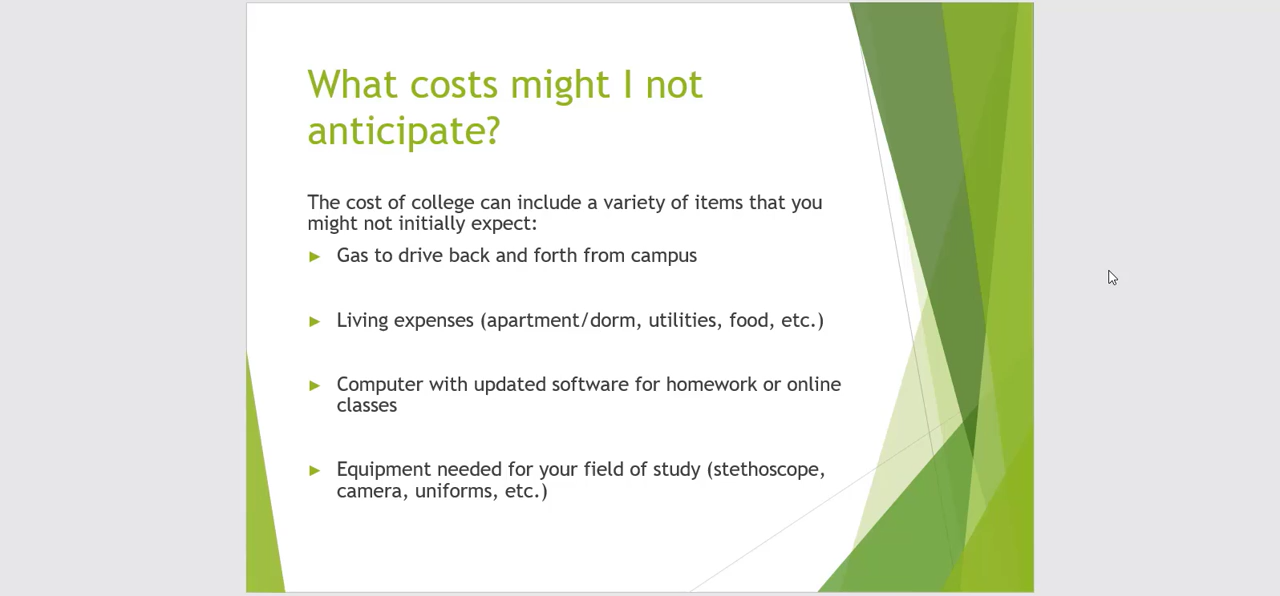 What costs might I not
anticipate?
The cost of college can include a variety of items that you
might not initially expect:
Gas to drive back and forth from campus
Living expenses (apartment/dorm, utilities, food, etc.)
Computer with updated software for homework or online
classes
Equipment needed for your field of study (stethoscope,
camera, uniforms, etc.)